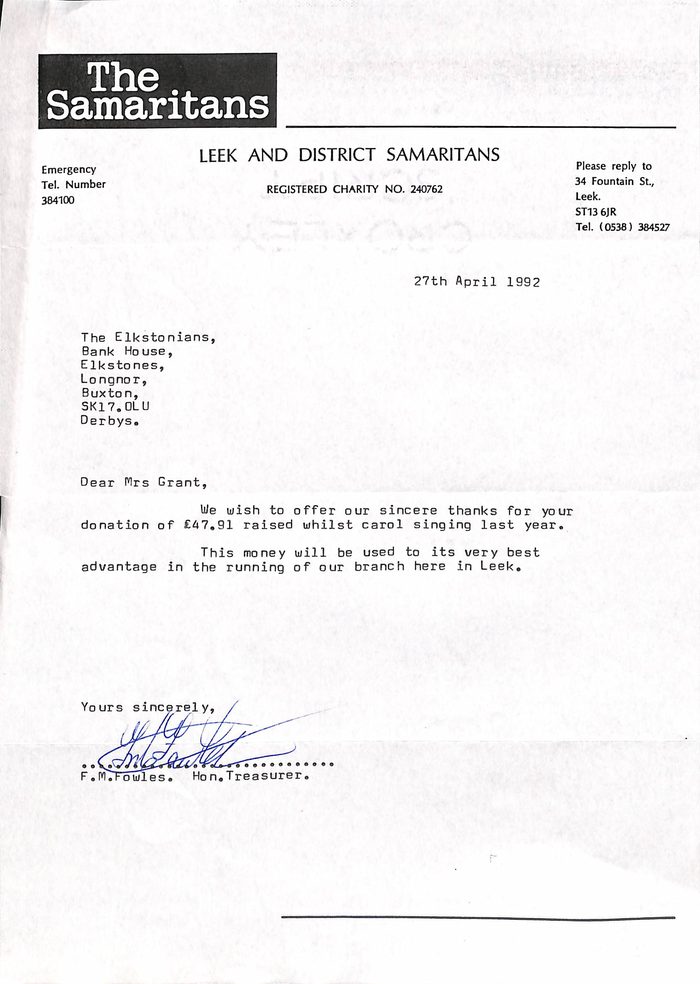 The
Samaritans
LEEK AND DISTRICT SAMARITANS
REGISTERED CHARITY NO. 240762
Emergency
Tel. Number
384100
Please reply to
34 Fountain St.,
Leek.
ST13 6JR
Tel. (0538) 384527
27th April 1992
The Elkstonians,
Bank House,
Elkstones,
Longnor,
Buxton,
SK17.OLU
Derbys.
Dear Mrs Grant,
We wish to offer our sincere thanks for your
donation of £47.91 raised whilst carol singing last year.
This money will be used to its very best
advantage in the running of our branch here in Leek.
Yours sincerely,
F.M.Fowles. Hon.Treasurer.